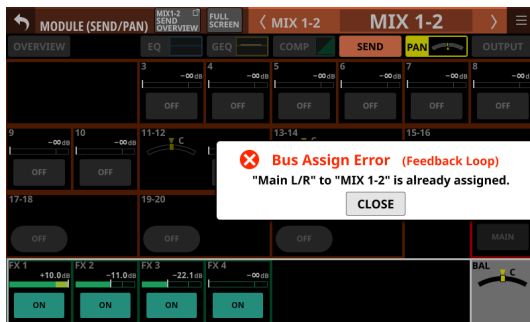 MODULE (SEND/PAN)
MIX1-2
SEND
OVERVIEW
FULL
SCREEN
MIX 1-2
MIX 1-2
OVERVIEW
EQ
GEQ
COMP
SEND
PAN
OUTPUT
3
4
5
6
7
8
-∞dB
-∞dB
-∞dB
-∞dB
-∞dB
-∞d
OFF
OFF
OFF
OFF
OFF
OFF
9
10
11-12
13-14
15-16
-∞dB
-∞dB
C
OFF
OFF
Bus Assign Error (Feedback Loop)
"Main L/R" to "MIX 1-2" is already assigned.
CLOSE
17-18
19-20
OFF
OFF
OFF
MAIN
FX 1
FX 2
FX 3
FX 4
BAL
+10.0dB
-11.0dB
-22.1dB
-∞dB
C
ON
ON
ON
ON